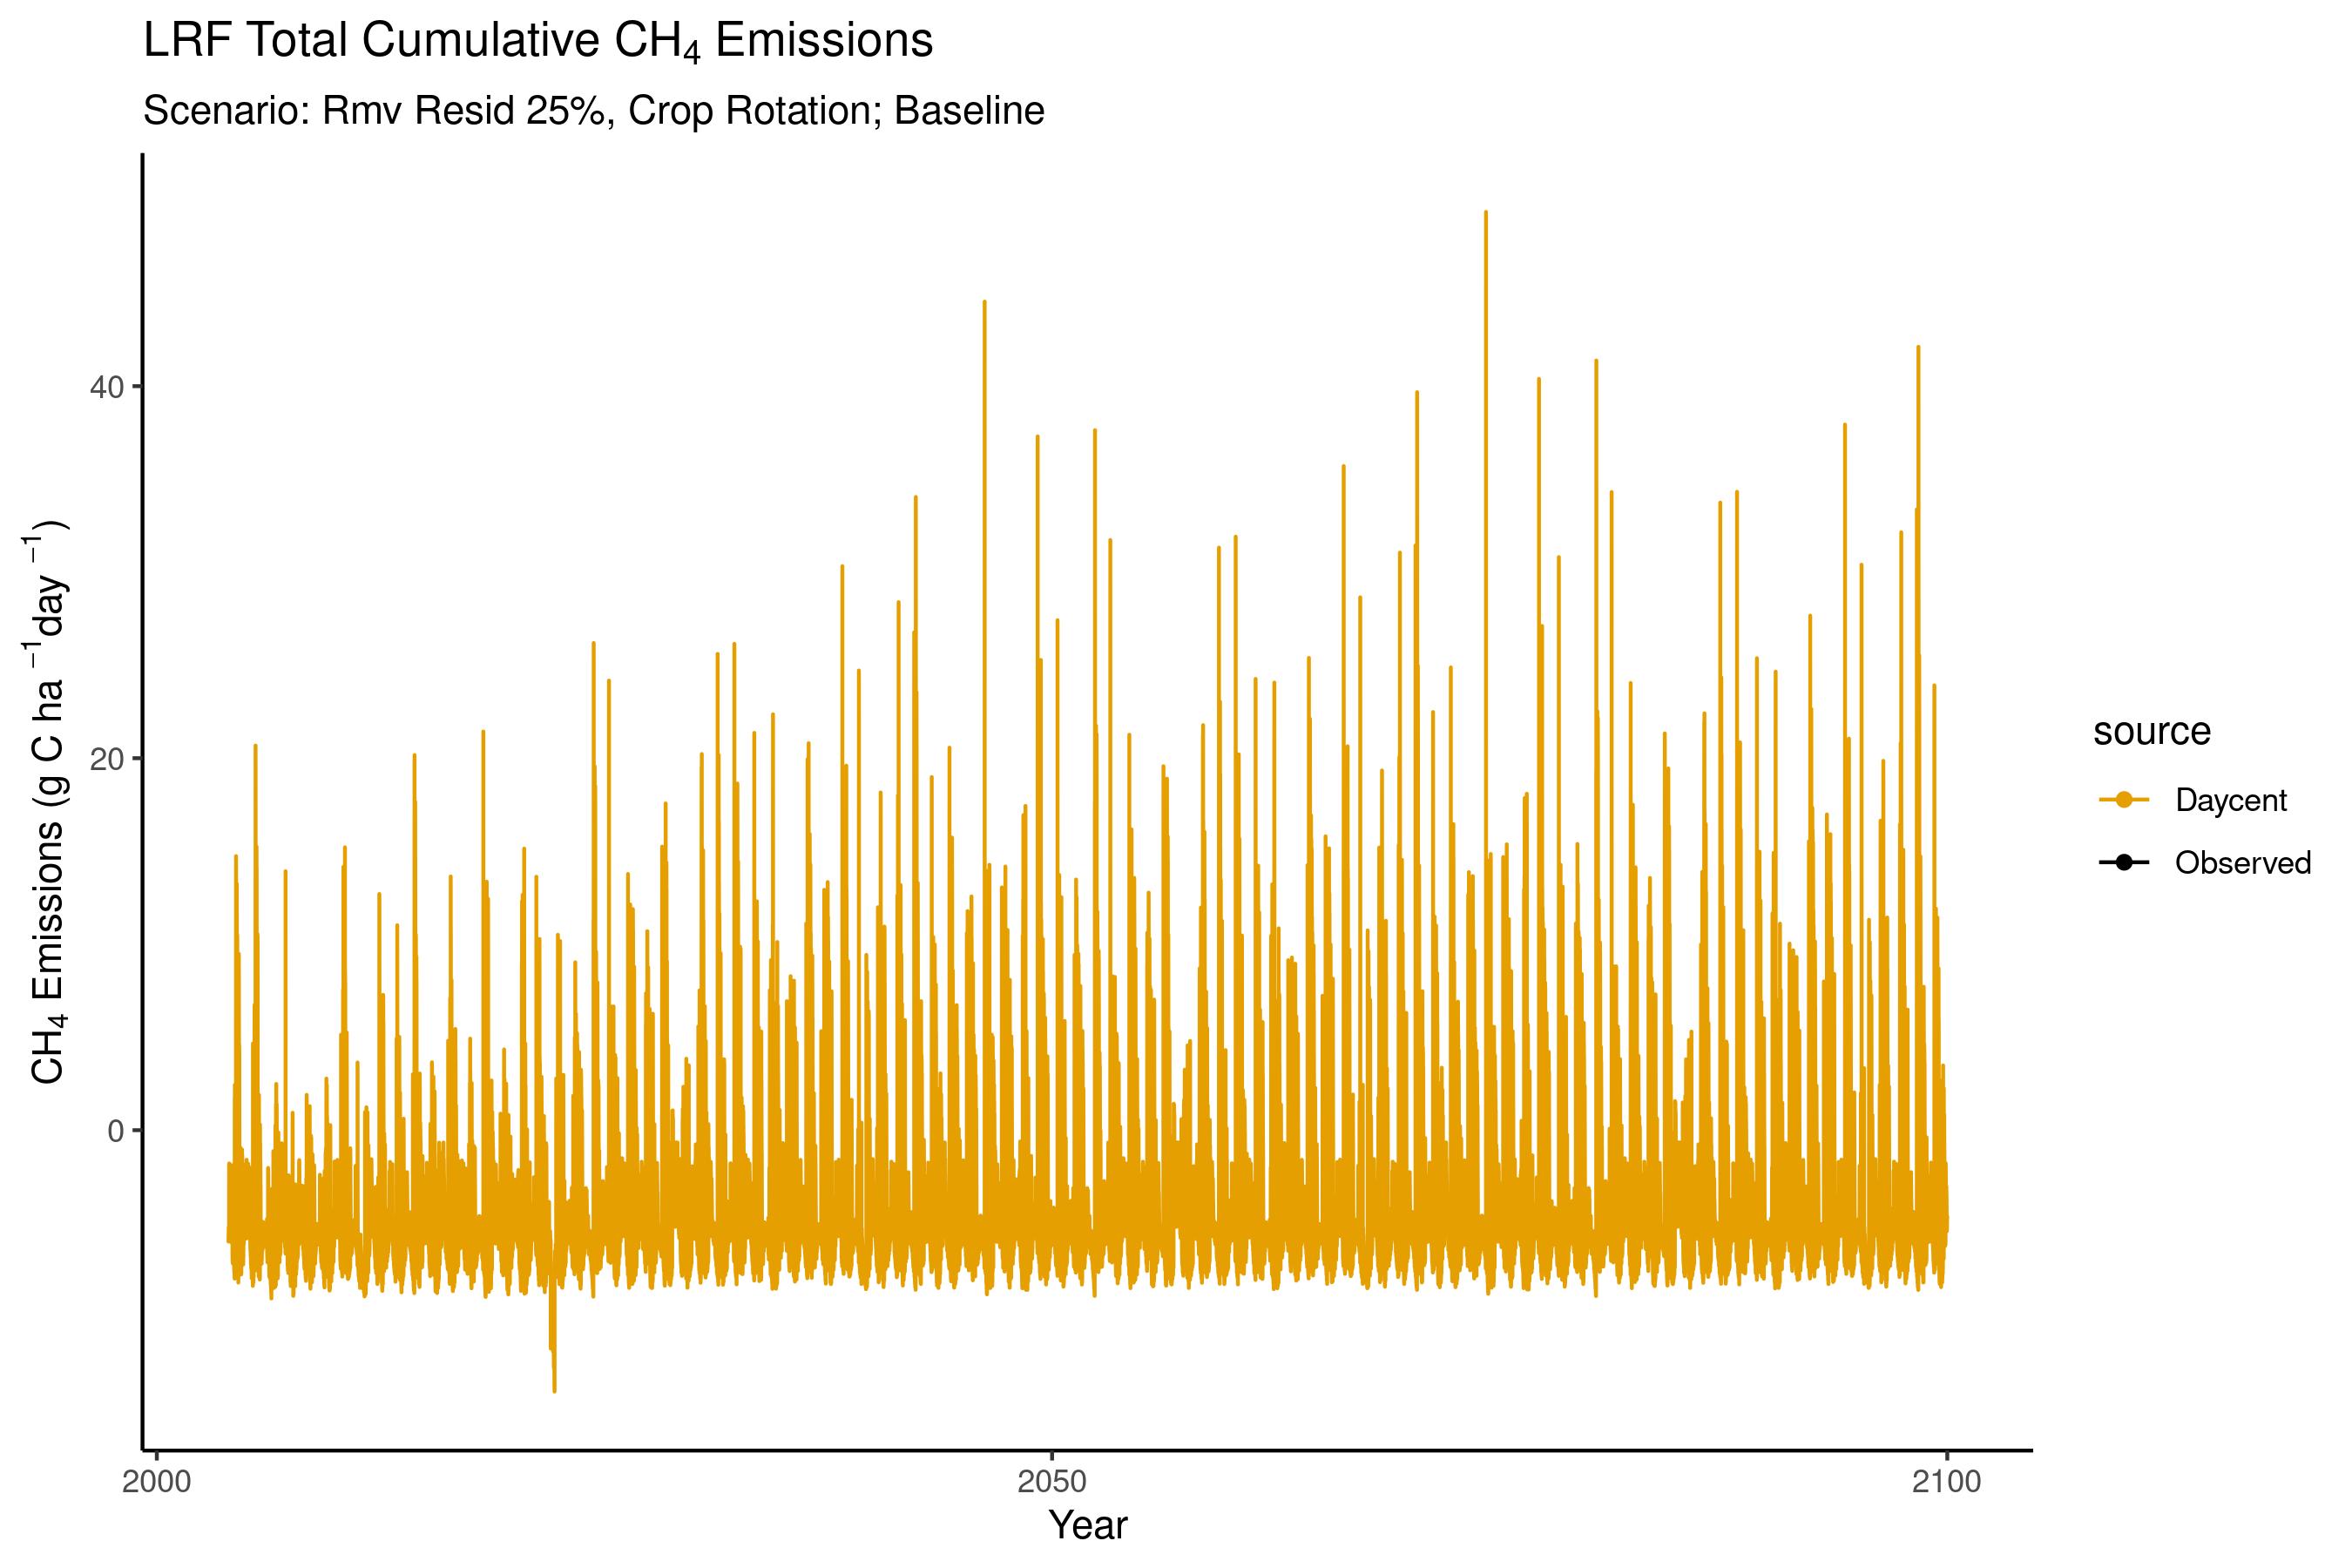 LRF Total Cumulative CH₄ Emissions
Scenario: Rmv Resid 25%, Crop Rotation; Baseline
CH₄ Emissions (g C ha ⁻¹day ⁻¹)
40
20
0
2000
2050
2100
Year
source
Daycent
Observed